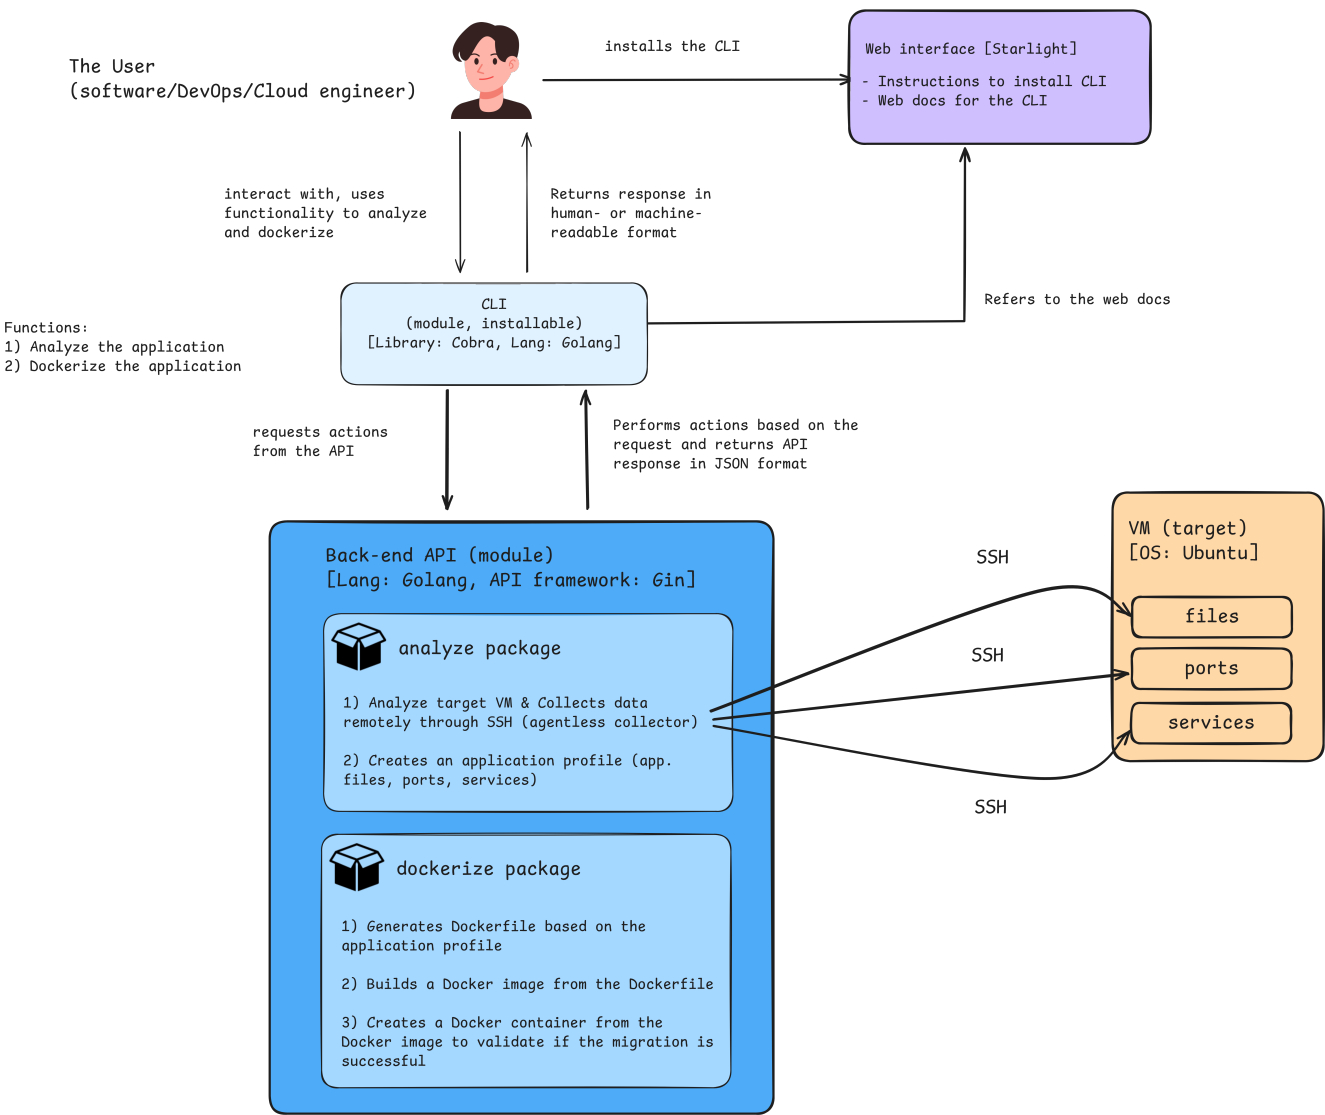 The User
(software/DevOps/Cloud engineer)
installs the CLI
Web interface [Starlight]
- Instructions to install CLI
- Web docs for the CLI
interact with, uses
functionality to analyze
and dockerize
Returns response in
human- or machine-
readable format
CLI
(module, installable)
[Library: Cobra, Lang: Golang]
Refers to the web docs
Functions:
1) Analyze the application
2) Dockerize the application
requests actions
from the API
Performs actions based on the
request and returns API
response in JSON format
Back-end API (module)
[Lang: Golang, API framework: Gin]
analyze package
1) Analyze target VM & Collects data
remotely through SSH (agentless collector)
2) Creates an application profile (app.
files, ports, services)
dockerize package
1) Generates Dockerfile based on the
application profile
2) Builds a Docker image from the Dockerfile
3) Creates a Docker container from the
Docker image to validate if the migration is
successful
SSH
SSH
SSH
VM (target)
[OS: Ubuntu]
files
ports
services